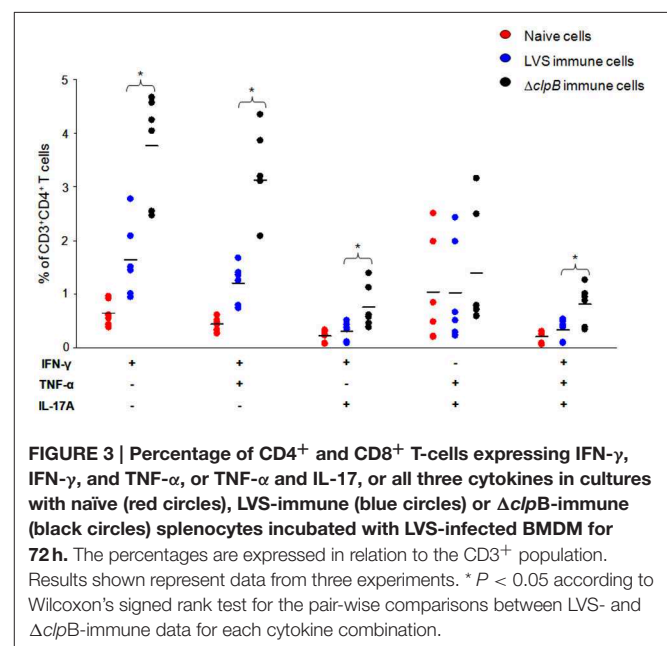 Naive cells
LVS immune cells
ΔclpB immune cells
5
4
3
2
1
0
% of CD3+CD4+ T cells
* * * *
IFN-γ + + + - +
TNF-α - + - + +
IL-17A - - + + +
FIGURE 3 | Percentage of CD4+ and CD8+ T-cells expressing IFN-γ,
IFN-γ, and TNF-α, or TNF-α and IL-17, or all three cytokines in cultures
with naïve (red circles), LVS-immune (blue circles) or ΔclpB-immune
(black circles) splenocytes incubated with LVS-infected BMDM for
72 h. The percentages are expressed in relation to the CD3+ population.
Results shown represent data from three experiments. * P < 0.05 according to
Wilcoxon's signed rank test for the pair-wise comparisons between LVS- and
ΔclpB-immune data for each cytokine combination.